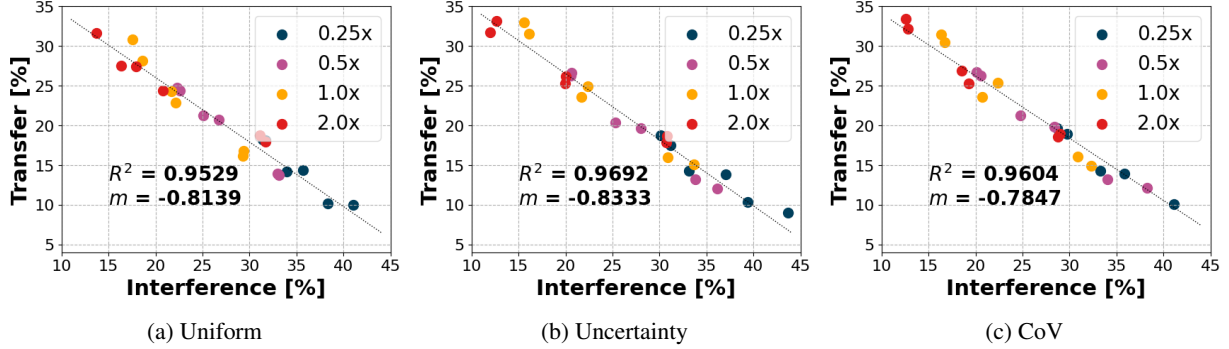 Transfer [%]
35
30
25
20
15
10
5
0.25x
0.5x
1.0x
2.0x
R² = 0.9529
m = -0.8139
10 15 20 25 30 35 40 45
Interference [%]
(a) Uniform
Transfer [%]
35
30
25
20
15
10
5
0.25x
0.5x
1.0x
2.0x
R² = 0.9692
m = -0.8333
10 15 20 25 30 35 40 45
Interference [%]
(b) Uncertainty
Transfer [%]
35
30
25
20
15
10
5
0.25x
0.5x
1.0x
2.0x
R² = 0.9604
m = -0.7847
10 15 20 25 30 35 40 45
Interference [%]
(c) CoV